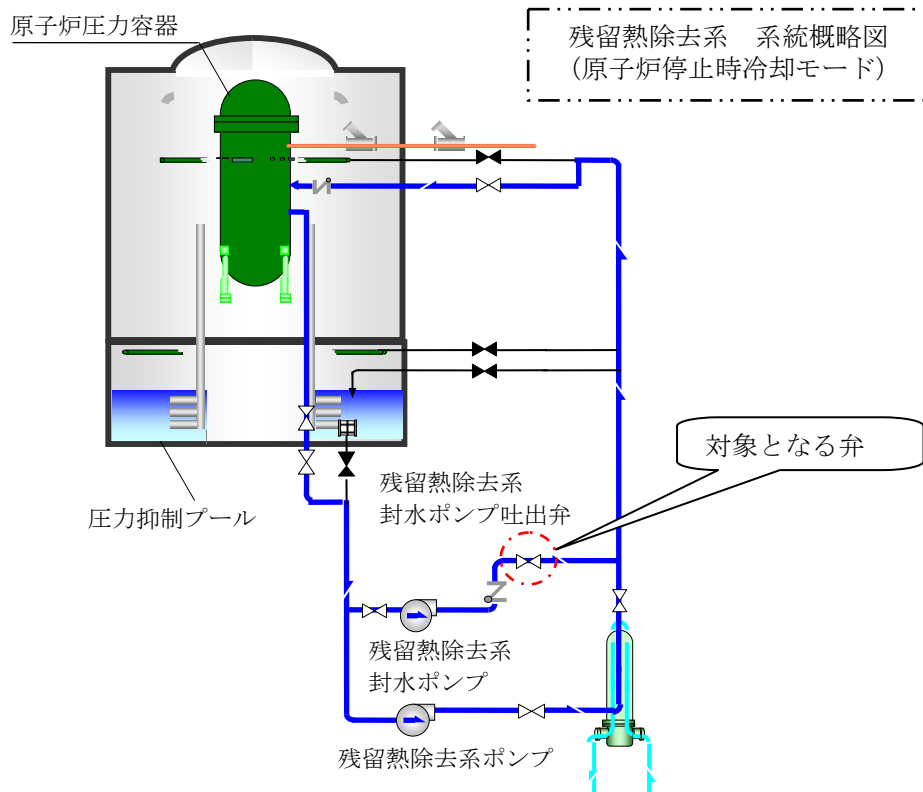 原子炉圧力容器
残留熱除去系　系統概略図
（原子炉停止時冷却モード）
対象となる弁
残留熱除去系
封水ポンプ吐出弁
圧力抑制プール
残留熱除去系
封水ポンプ
残留熱除去系ポンプ